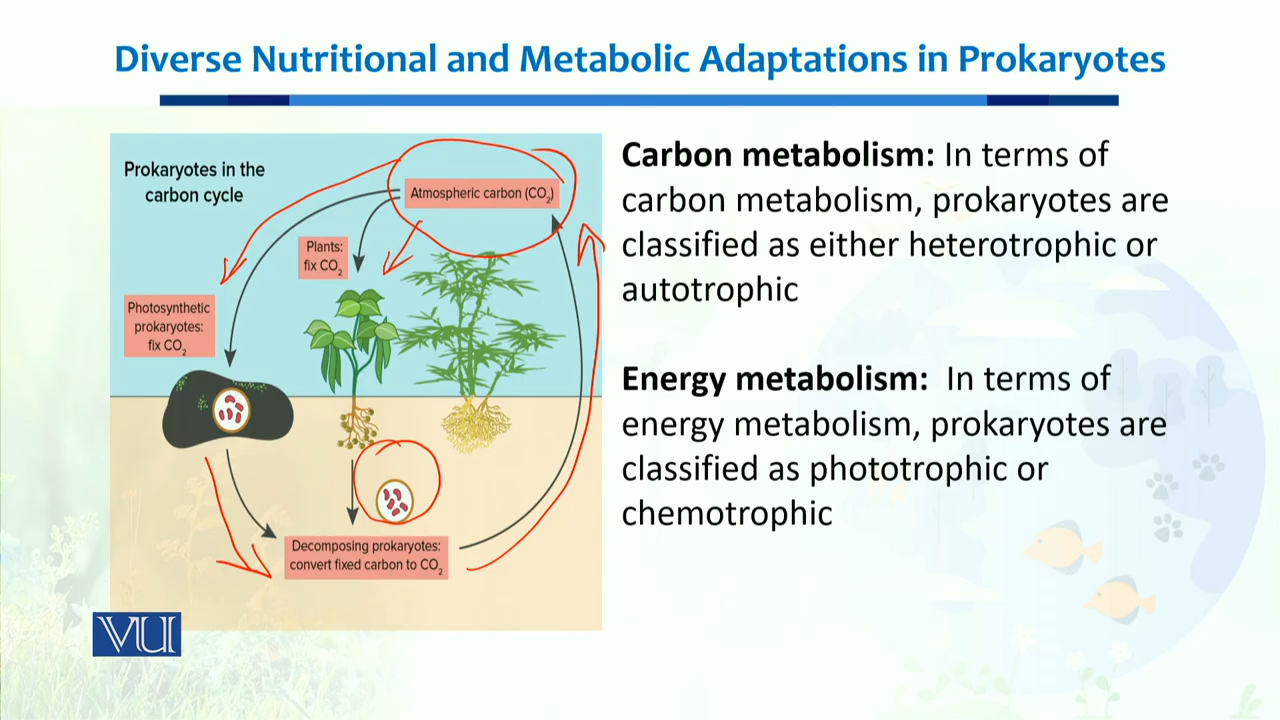 Diverse Nutritional and Metabolic Adaptations in Prokaryotes
Prokaryotes in the
carbon cycle
Atmospheric carbon (CO₂)
Plants:
fix CO₂
Photosynthetic
prokaryotes:
fix CO₂
Decomposing prokaryotes:
convert fixed carbon to CO₂
VU
Carbon metabolism: In terms of
carbon metabolism, prokaryotes are
classified as either heterotrophic or
autotrophic
Energy metabolism: In terms of
energy metabolism, prokaryotes are
classified as phototrophic or
chemotrophic